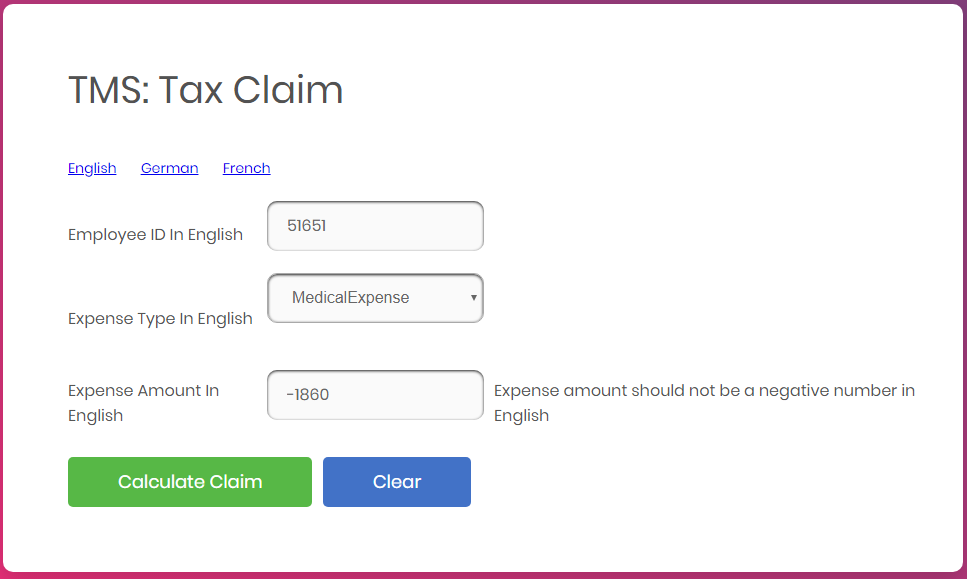 TMS: Tax Claim
English German French
Employee ID In English 51651
Expense Type In English MedicalExpense
Expense Amount In
English
-1860
Expense amount should not be a negative number in
English
Calculate Claim Clear